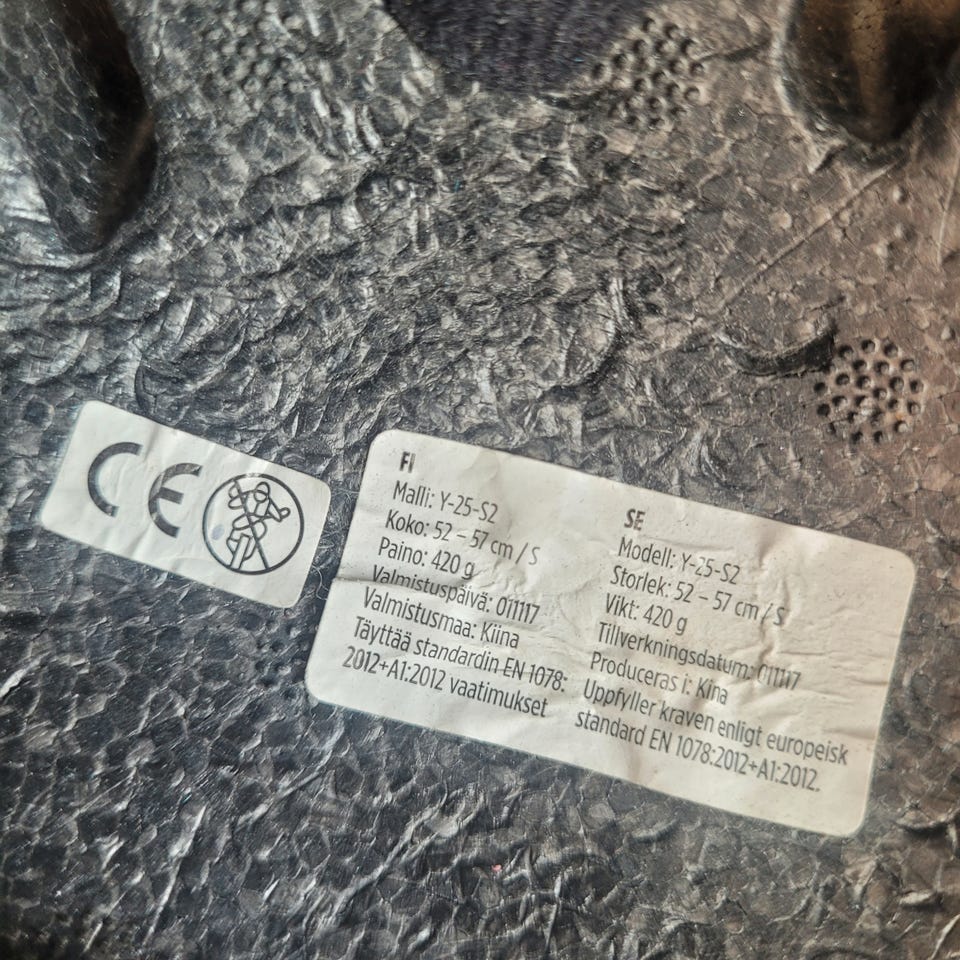 CE
FI
Malli: Y-25-S2
Koko: 52 – 57 cm / S
Paino: 420 g
Valmistuspäivä: 011117
Valmistusmaa: Kiina
Täyttää standardin EN 1078:
2012+A1:2012 vaatimukset
SE
Modell: Y-25-S2
Storlek: 52 – 57 cm / S
Vikt: 420 g
Tillverkningsdatum: 011117
Produceras i: Kina
Uppfyller kraven enligt europeisk
standard EN 1078:2012+A1:2012.